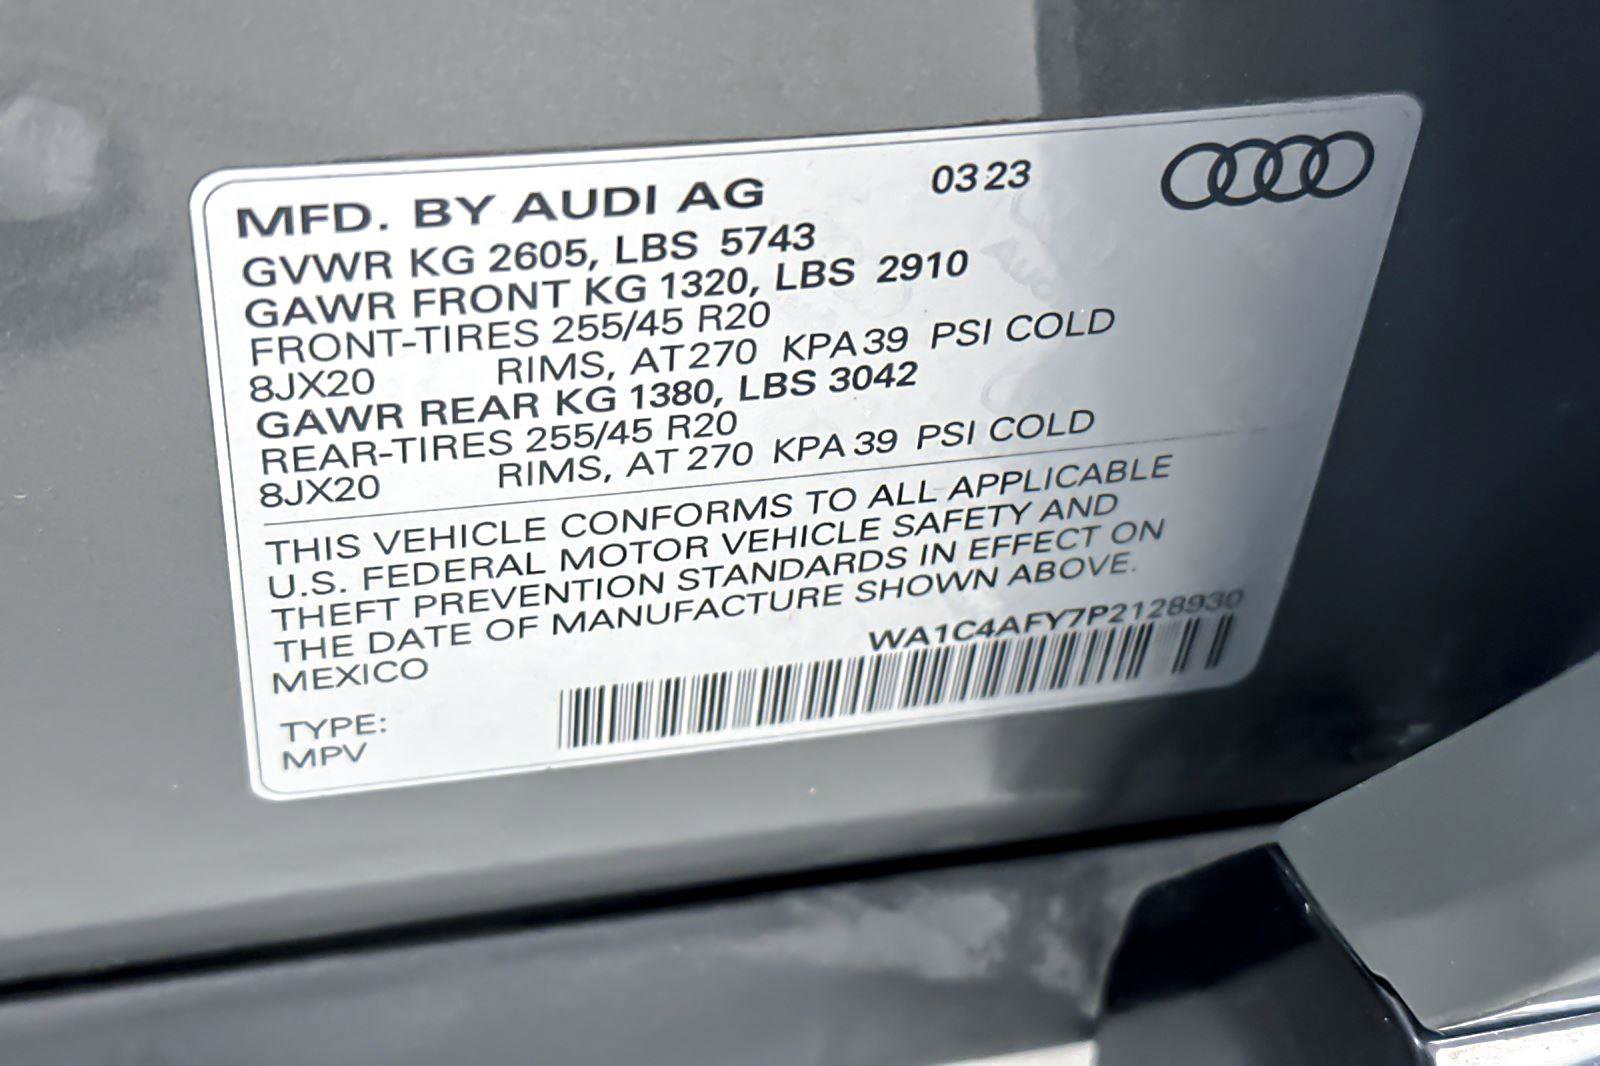 MFD. BY AUDI AG 03 23
GVWR KG 2605, LBS 5743
GAWR FRONT KG 1320, LBS 2910
FRONT-TIRES 255/45 R20
8JX20 RIMS, AT 270 KPA 39 PSI COLD
GAWR REAR KG 1380, LBS 3042
REAR-TIRES 255/45 R20
8JX20 RIMS, AT 270 KPA 39 PSI COLD
THIS VEHICLE CONFORMS TO ALL APPLICABLE
U.S. FEDERAL MOTOR VEHICLE SAFETY AND
THEFT PREVENTION STANDARDS IN EFFECT ON
THE DATE OF MANUFACTURE SHOWN ABOVE.
MEXICO WA1C4AFY7P2128930
TYPE:
MPV